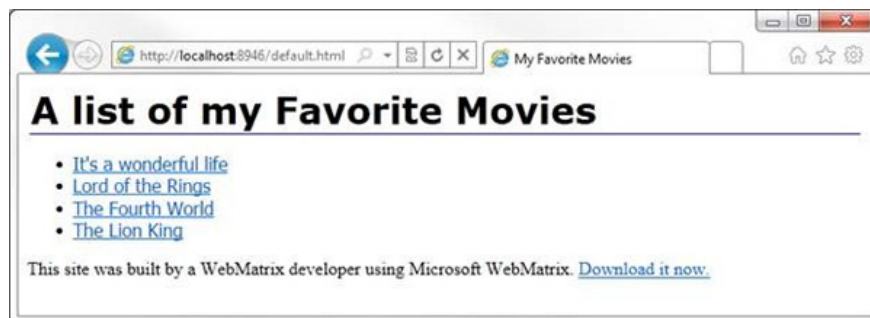 http://localhost:8946/default.html
My Favorite Movies
A list of my Favorite Movies
It's a wonderful life
Lord of the Rings
The Fourth World
The Lion King
This site was built by a WebMatrix developer using Microsoft WebMatrix. Download it now.